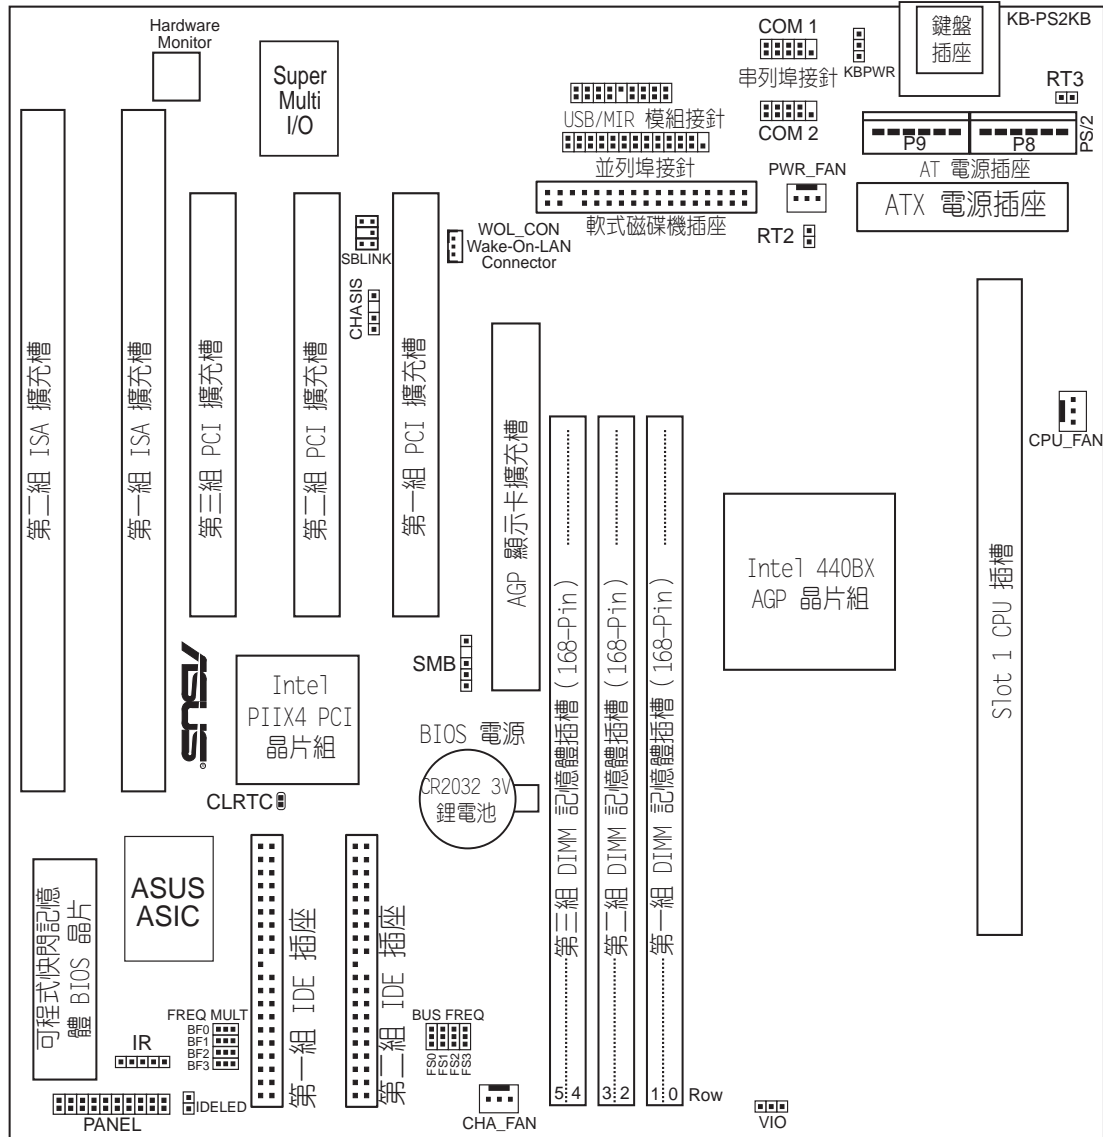 Hardware
Monitor
Super
Multi
I/O
COM 1
串列埠接針
COM 2
KBPWR
鍵盤
插座
KB-PS2KB
RT3
USB/MIR 模組接針
並列埠接針
軟式磁碟機插座
PWR_FAN
RT2
P9
P8
PS/2
AT 電源插座
ATX 電源插座
SBLINK
CHASIS
WOL_CON
Wake-On-LAN
Connector
第二組 ISA 擴充槽
第一組 ISA 擴充槽
第三組 PCI 擴充槽
第二組 PCI 擴充槽
第一組 PCI 擴充槽
AGP 顯示卡擴充槽
第三組 DIMM 記憶體插槽 (168-Pin)
第二組 DIMM 記憶體插槽 (168-Pin)
第一組 DIMM 記憶體插槽 (168-Pin)
Intel 440BX
AGP 晶片組
Slot 1 CPU 插槽
CPU_FAN
SMB
ASUS
Intel
PIIX4 PCI
晶片組
BIOS 電源
CR2032 3V
鋰電池
CLRTC
ASUS
ASIC
可程式快閃記憶
體 BIOS 晶片
第一組 IDE 插座
第二組 IDE 插座
FREQ MULT
BF0
BF1
BF2
BF3
IR
BUS FREQ
FS0
FS1
FS2
FS3
PANEL
IDELED
CHA_FAN
5 4
3 2
1 0
Row
VIO